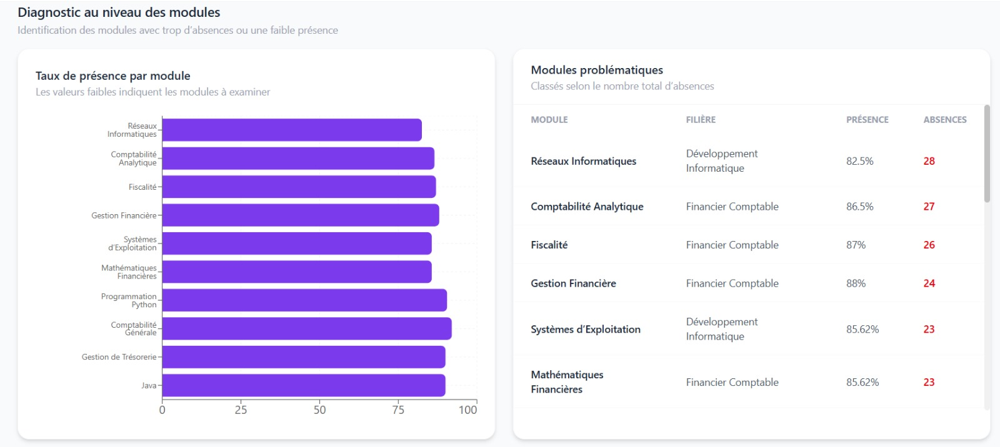 Diagnostic au niveau des modules
Identification des modules avec trop d’absences ou une faible présence
Taux de présence par module
Les valeurs faibles indiquent les modules à examiner
Réseaux
Informatiques
Comptabilité
Analytique
Fiscalité
Gestion Financière
Systèmes
d’Exploitation
Mathématiques
Financières
Programmation
Python
Comptabilité
Générale
Gestion de Trésorerie
Java
0 25 50 75 100
Modules problématiques
Classés selon le nombre total d’absences
MODULE FILIÈRE PRÉSENCE ABSENCES
Réseaux Informatiques Développement
Informatique 82.5% 28
Comptabilité Analytique Financier Comptable 86.5% 27
Fiscalité Financier Comptable 87% 26
Gestion Financière Financier Comptable 88% 24
Systèmes d’Exploitation Développement
Informatique 85.62% 23
Mathématiques
Financières Financier Comptable 85.62% 23